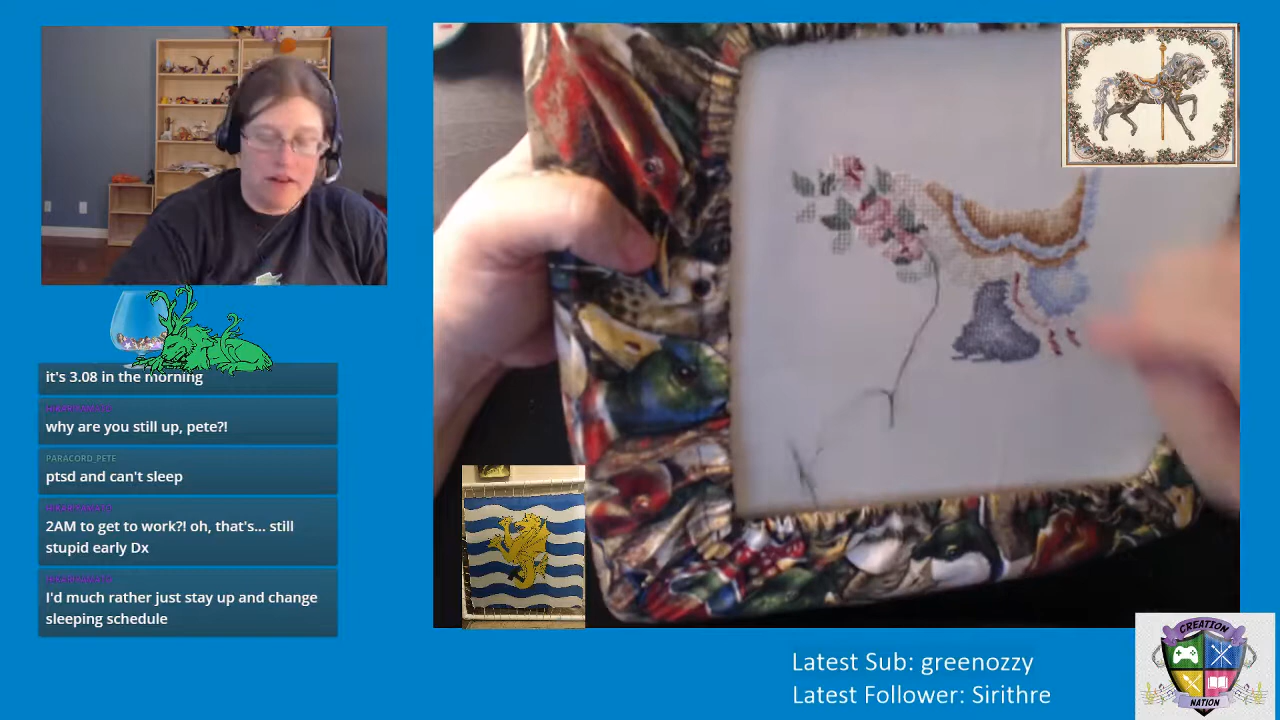 it's 3.08 in the morning
why are you still up, pete?!
PARACORD_PETE
ptsd and can't sleep
2AM to get to work?! oh, that's... still
stupid early Dx
I'd much rather just stay up and change
sleeping schedule
Latest Sub: greenozzy
Latest Follower: Sirithre
CREATION
NATION